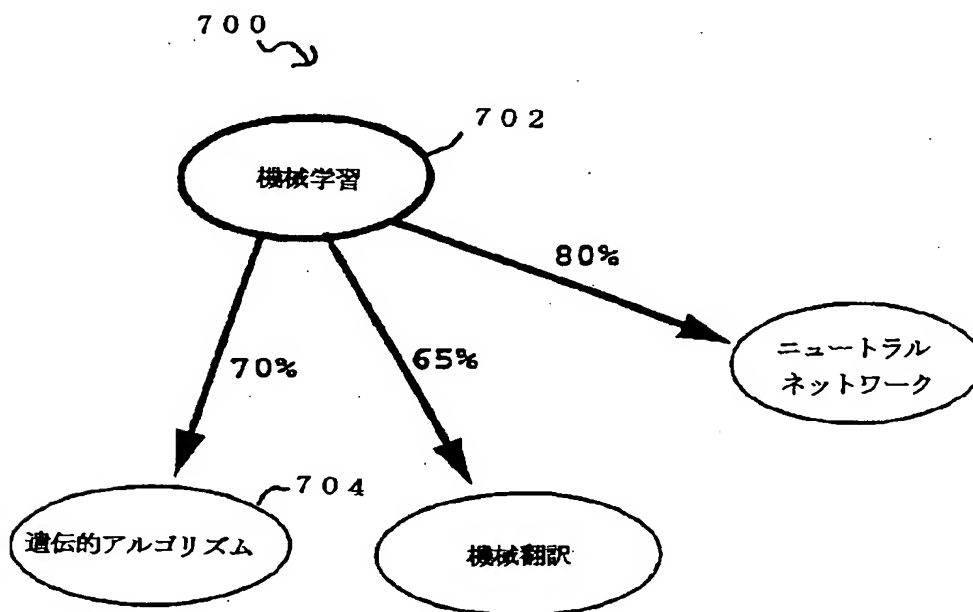 ７００
７０２
機械学習
80%
ニュートラル
ネットワーク
70%
65%
７０４
遺伝的アルゴリズム
機械翻訳